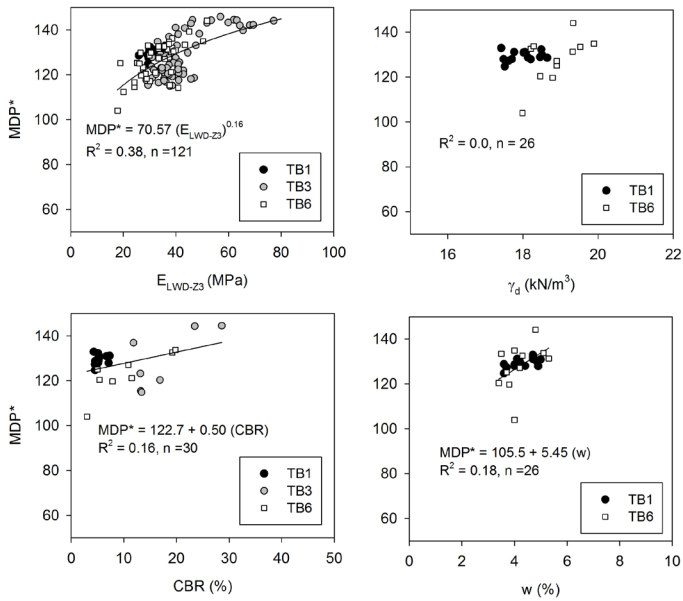 MDP*
140
120
100
80
60
MDP* = 70.57 (E_LWD-Z3)^0.16
R² = 0.38, n =121
TB1
TB3
TB6
0 20 40 60 80 100
E_LWD-Z3 (MPa)
140
120
100
80
60
R² = 0.0, n = 26
TB1
TB6
16 18 20 22
γ_d (kN/m³)
MDP*
140
120
100
80
60
MDP* = 122.7 + 0.50 (CBR)
R² = 0.16, n=30
TB1
TB3
TB6
0 10 20 30 40 50
CBR (%)
140
120
100
80
60
MDP* = 105.5 + 5.45 (w)
R² = 0.18, n =26
TB1
TB6
0 2 4 6 8 10
w (%)